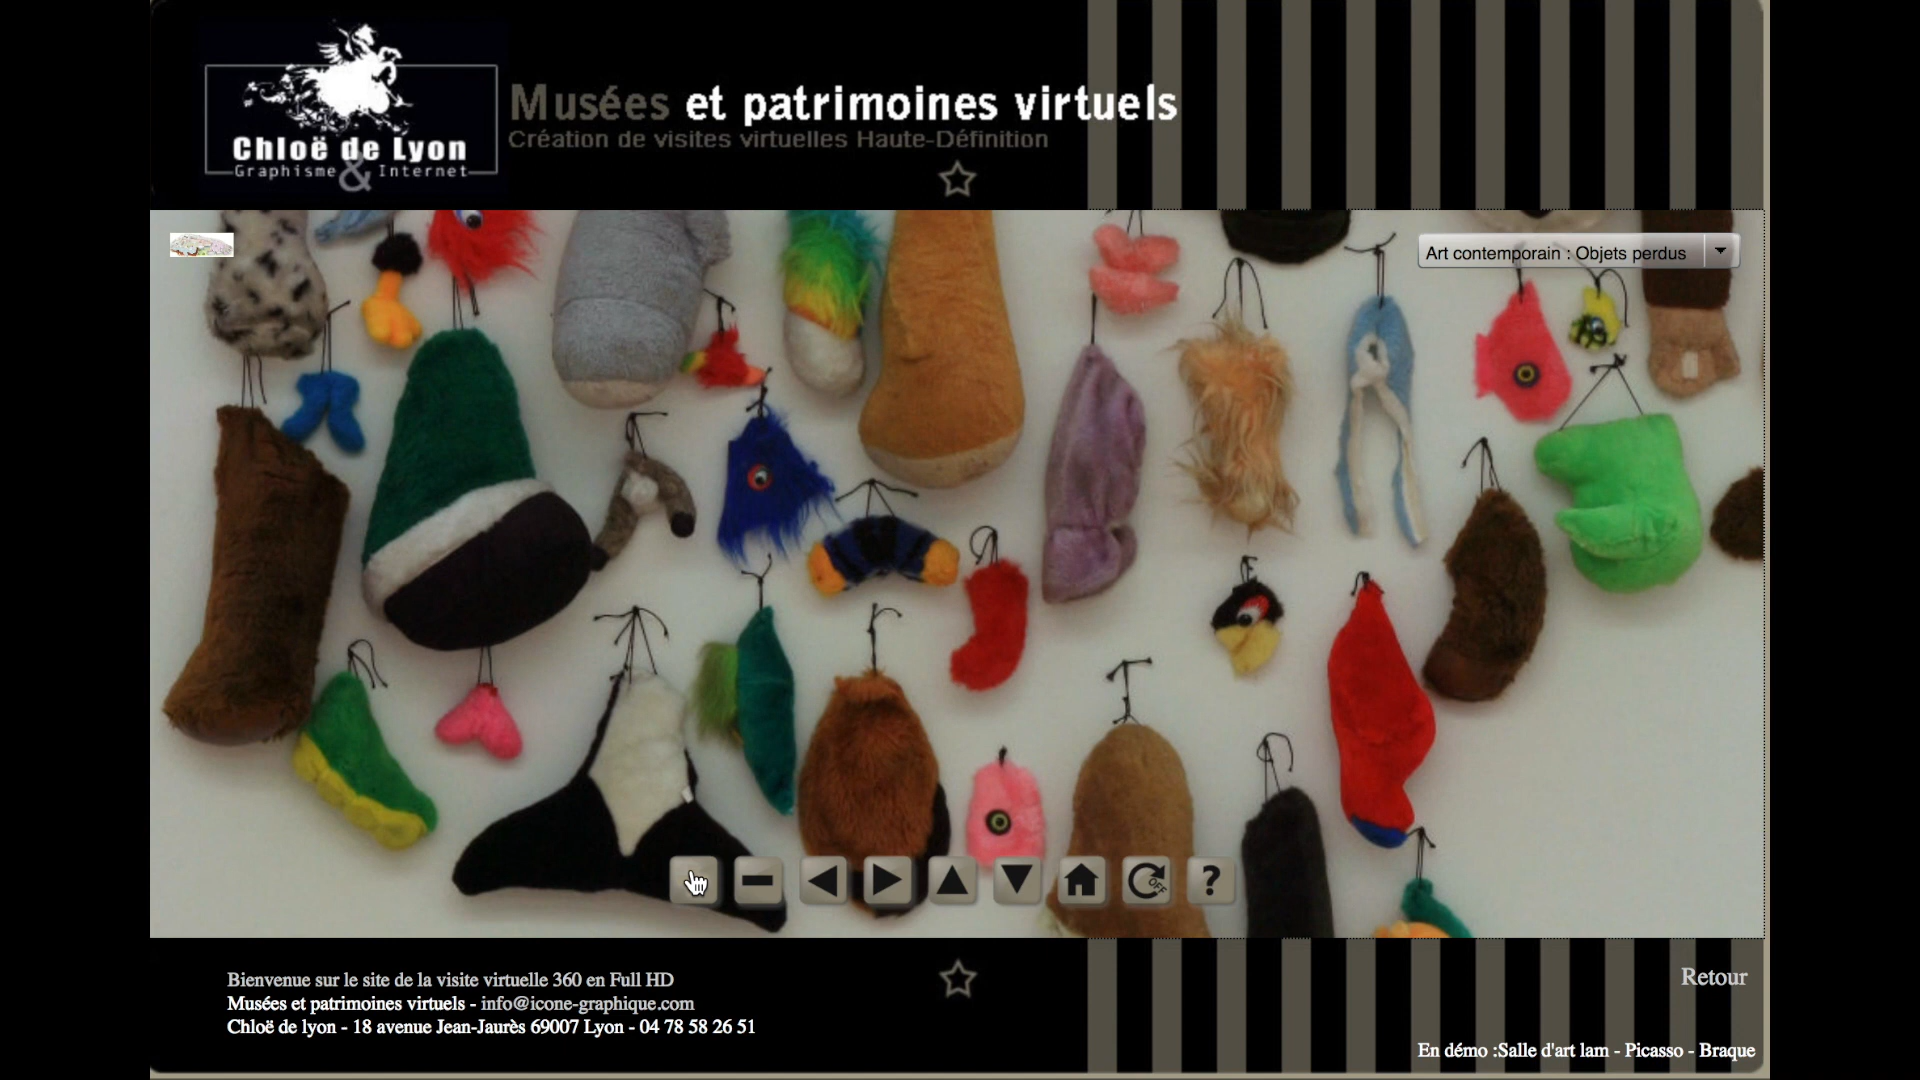 Musées et patrimoines virtuels
Création de visites virtuelles Haute-Définition
Chloë de Lyon
Graphisme & Internet
Art contemporain : Objets perdus
OFF
?
Bienvenue sur le site de la visite virtuelle 360 en Full HD
Musées et patrimoines virtuels - info@icone-graphique.com
Chloë de lyon - 18 avenue Jean-Jaurès 69007 Lyon - 04 78 58 26 51
Retour
En démo :Salle d'art lam - Picasso - Braque